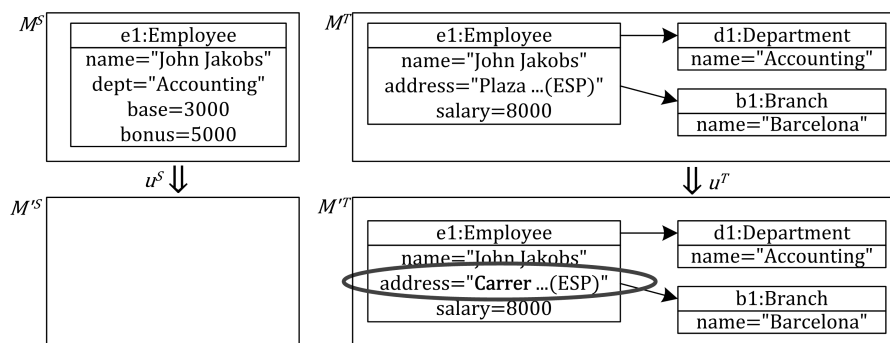 M^S
e1:Employee
name="John Jakobs"
dept="Accounting"
base=3000
bonus=5000
M^T
e1:Employee
name="John Jakobs"
address="Plaza ...(ESP)"
salary=8000
d1:Department
name="Accounting"
b1:Branch
name="Barcelona"
u^S
u^T
M'^S
M'^T
e1:Employee
name="John Jakobs"
address="Carrer ...(ESP)"
salary=8000
d1:Department
name="Accounting"
b1:Branch
name="Barcelona"